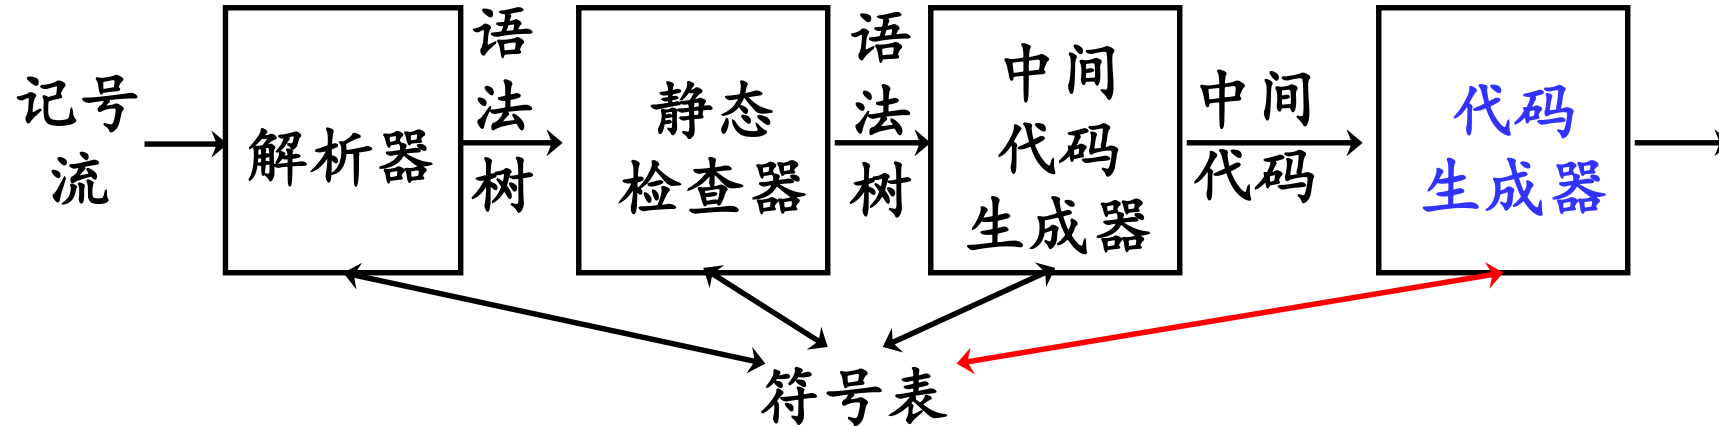 记号
流
解析器
语
法
树
静态
检查器
语
法
树
中间
代码
生成器
中间
代码
代码
生成器
符号表